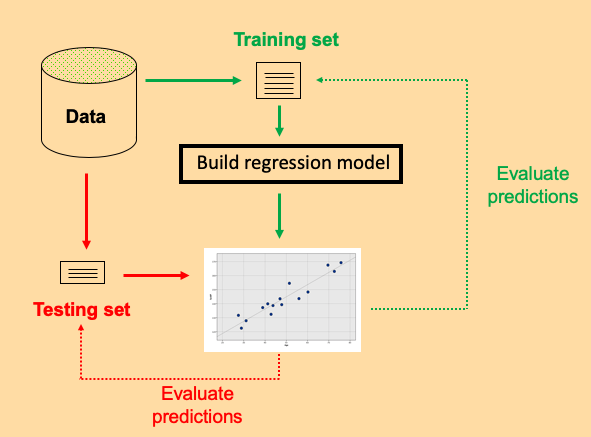 Training set
Data
Build regression model
Evaluate
predictions
Testing set
Evaluate
predictions